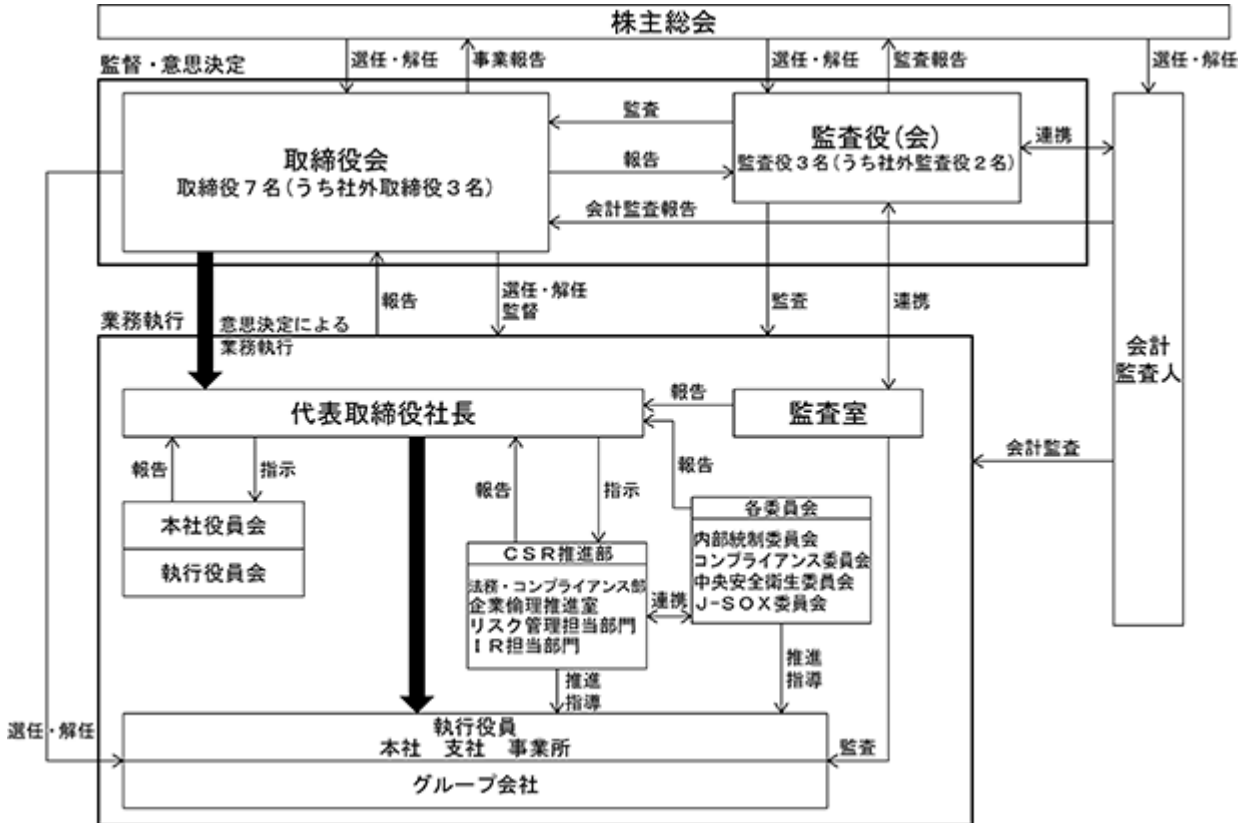 株主総会
選任・解任
事業報告
選任・解任
監査報告
選任・解任
監督・意思決定
取締役会
取締役7名(うち社外取締役3名)
監査
報告
監査役(会)
監査役3名(うち社外監査役2名)
連携
会計監査報告
報告
選任・解任
監督
監査
連携
業務執行
意思決定による
業務執行
会計
監査人
代表取締役社長
報告
監査室
報告
指示
報告
指示
報告
会計監査
本社役員会
執行役員会
各委員会
内部統制委員会
コンプライアンス委員会
中央安全衛生委員会
J-SOX委員会
CSR推進部
法務・コンプライアンス部
企業倫理推進室
リスク管理担当部門
IR担当部門
連携
推進
指導
推進
指導
選任・解任
執行役員
本社 支社 事業所
監査
グループ会社